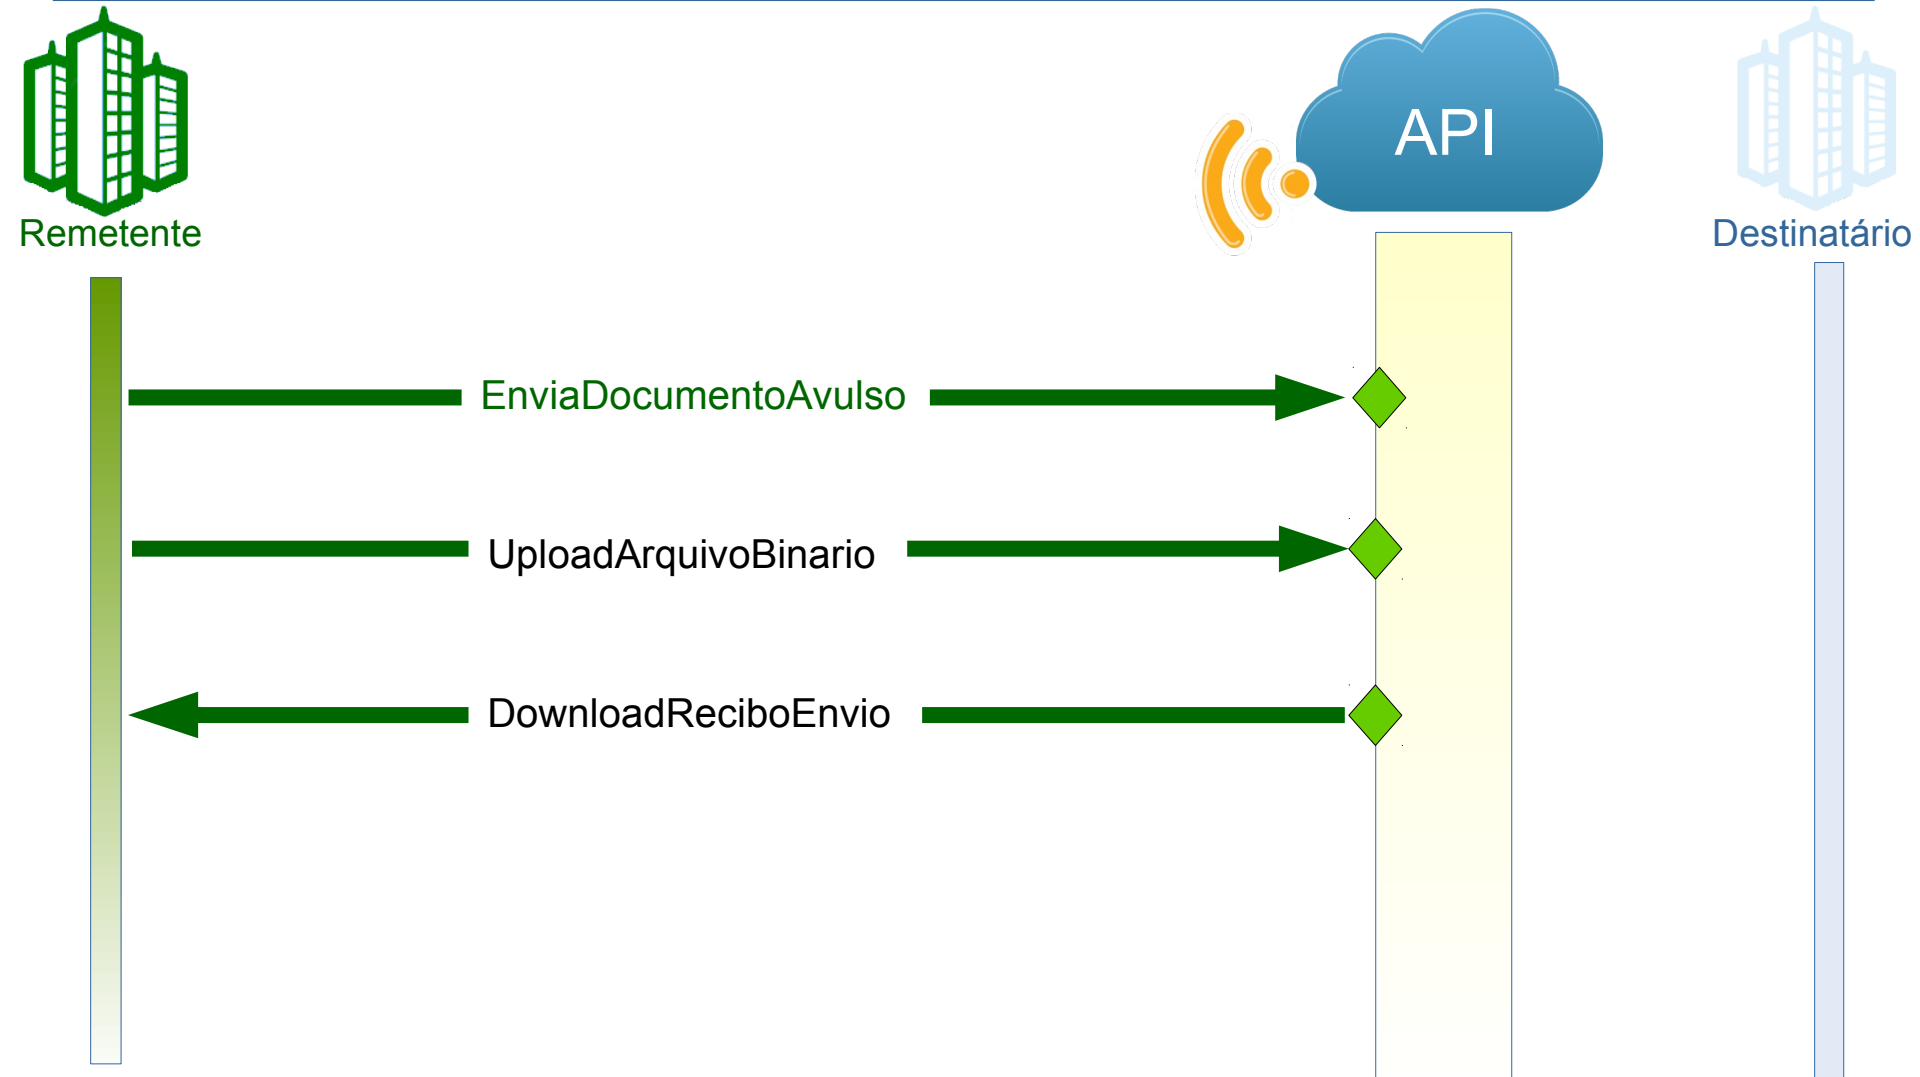 API
Remetente
Destinatário
EnviaDocumentoAvulso
UploadArquivoBinario
DownloadReciboEnvio